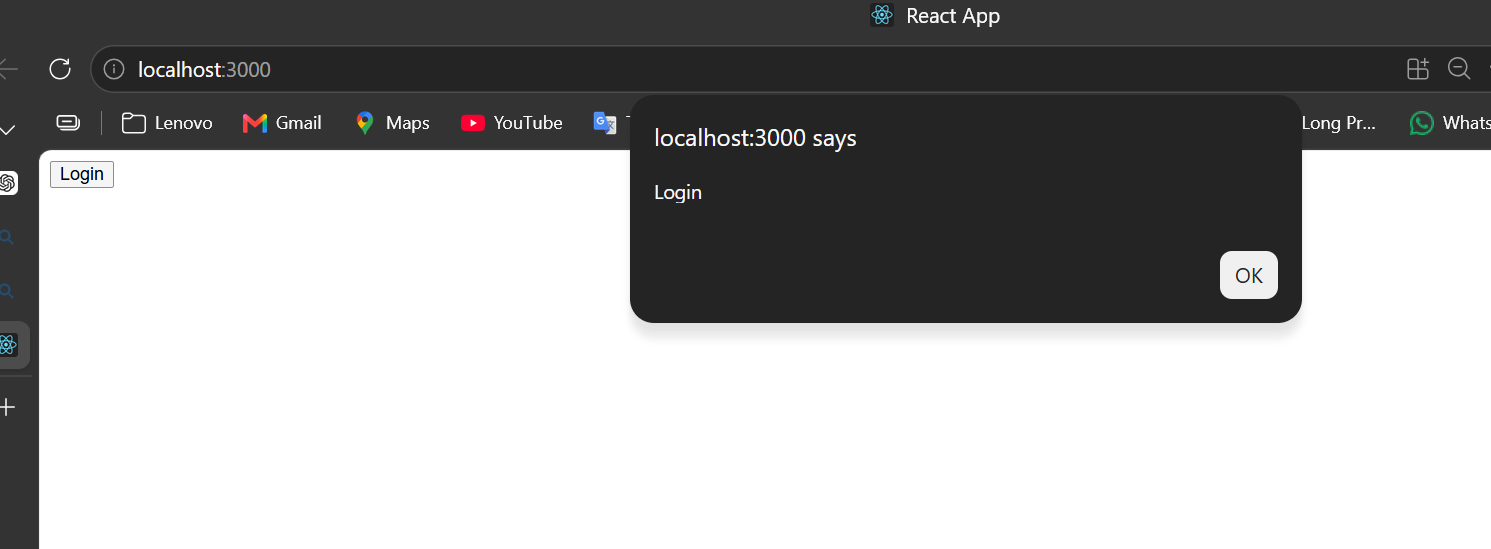 React App
localhost:3000
Lenovo Gmail Maps YouTube Long Pr... Whats
localhost:3000 says
Login
Login
OK